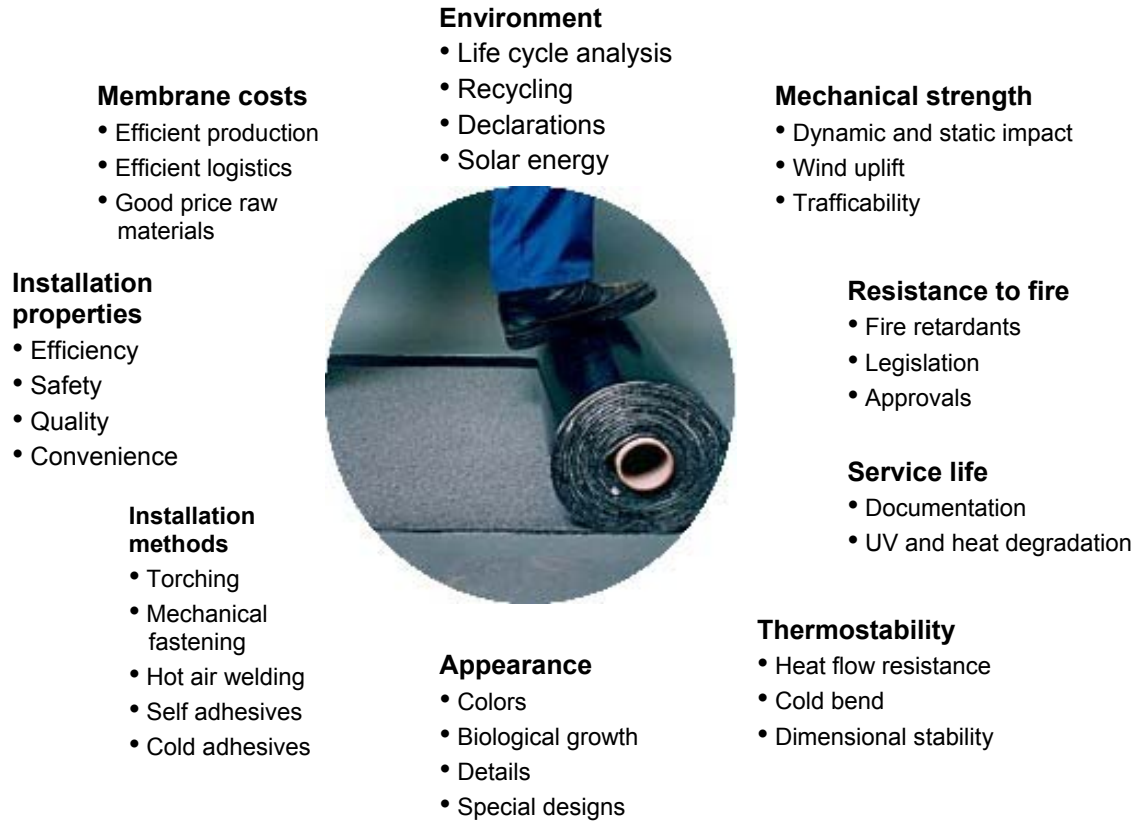 Environment
• Life cycle analysis
• Recycling
• Declarations
• Solar energy
Membrane costs
• Efficient production
• Efficient logistics
• Good price raw
materials
Mechanical strength
• Dynamic and static impact
• Wind uplift
• Trafficability
Installation
properties
• Efficiency
• Safety
• Quality
• Convenience
Resistance to fire
• Fire retardants
• Legislation
• Approvals
Service life
• Documentation
• UV and heat degradation
Installation
methods
• Torching
• Mechanical
fastening
• Hot air welding
• Self adhesives
• Cold adhesives
Appearance
• Colors
• Biological growth
• Details
• Special designs
Thermostability
• Heat flow resistance
• Cold bend
• Dimensional stability